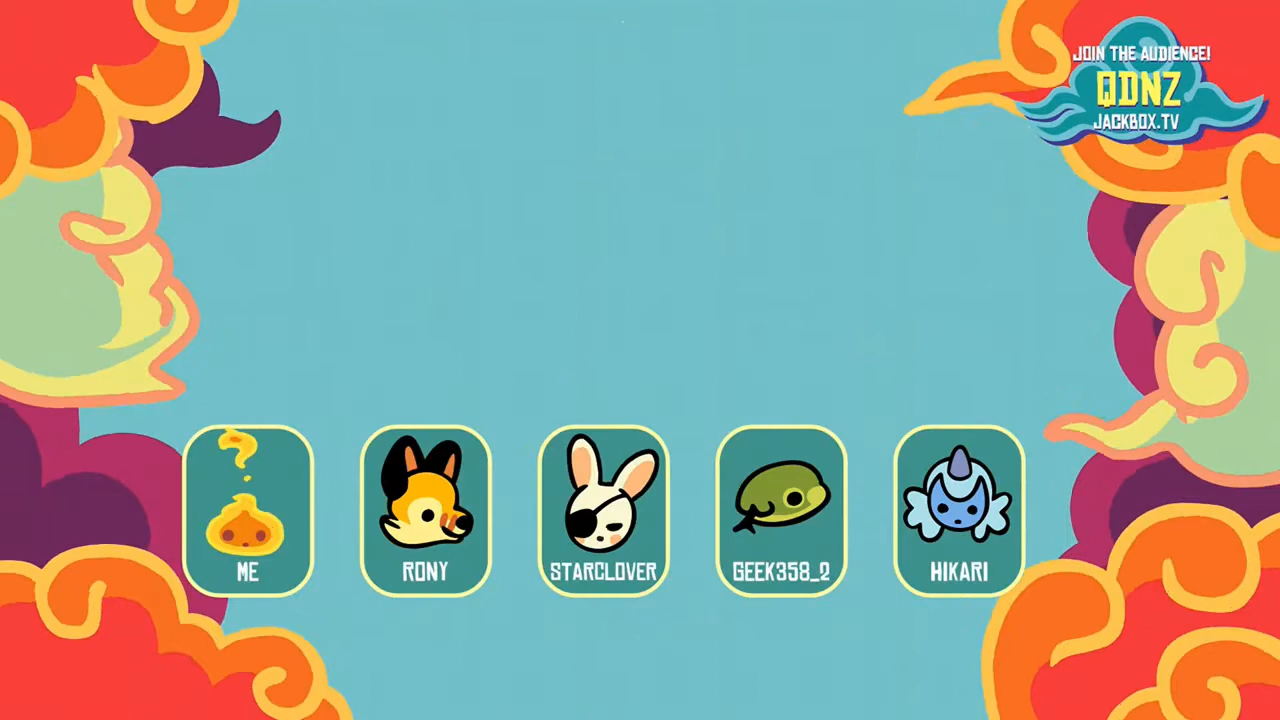 JOIN THE AUDIENCE!
QDNZ
JACKBOX.TV
ME
RONY
STARCLOVER
GEEK358_2
HIKARI